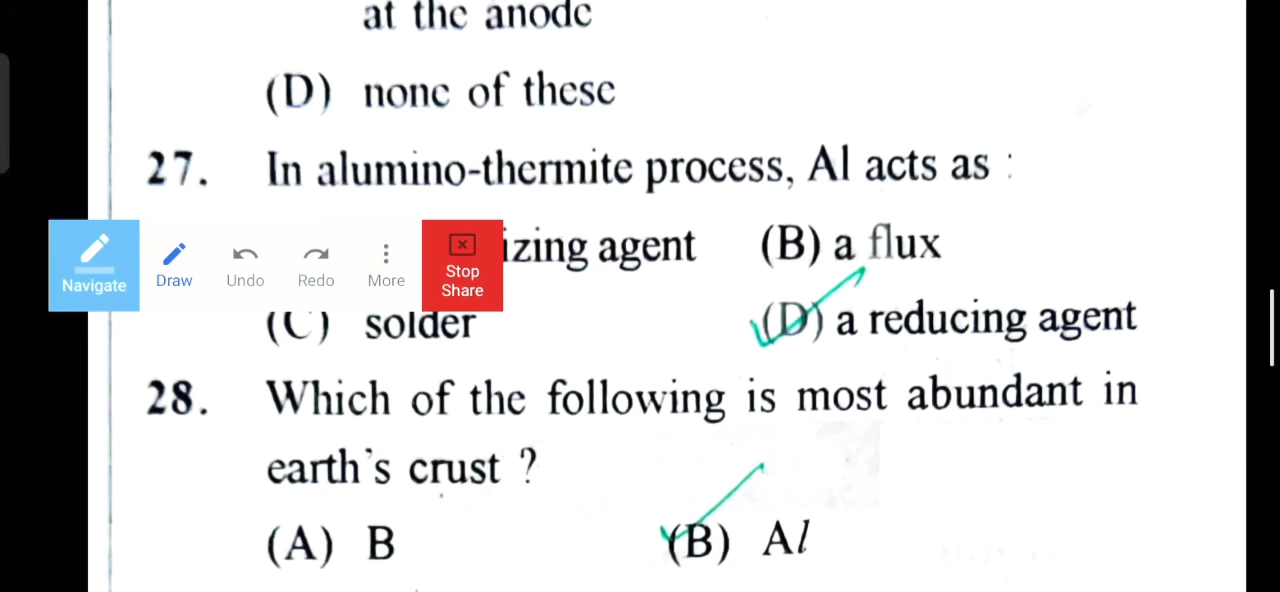 at the anode
(D) none of these
27. In alumino-thermite process, Al acts as :
izing agent (B) a flux
Navigate Draw Undo Redo More Stop Share
(C) solder (D) a reducing agent
28. Which of the following is most abundant in
earth's crust ?
(A) B (B) Al